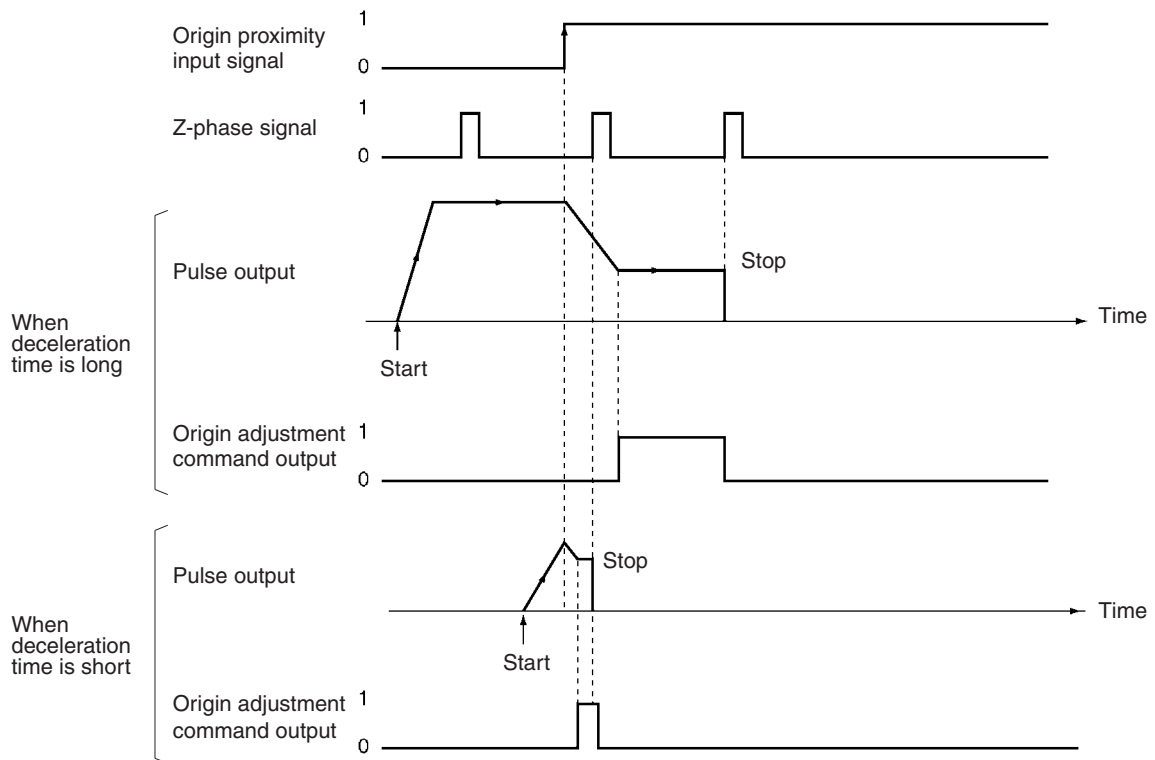 1
Origin proximity
input signal
0
1
Z-phase signal
0
Pulse output
Stop
When
deceleration
time is long
Time
Start
Origin adjustment
command output
1
0
Pulse output
Stop
When
deceleration
time is short
Time
Start
Origin adjustment
command output
1
0